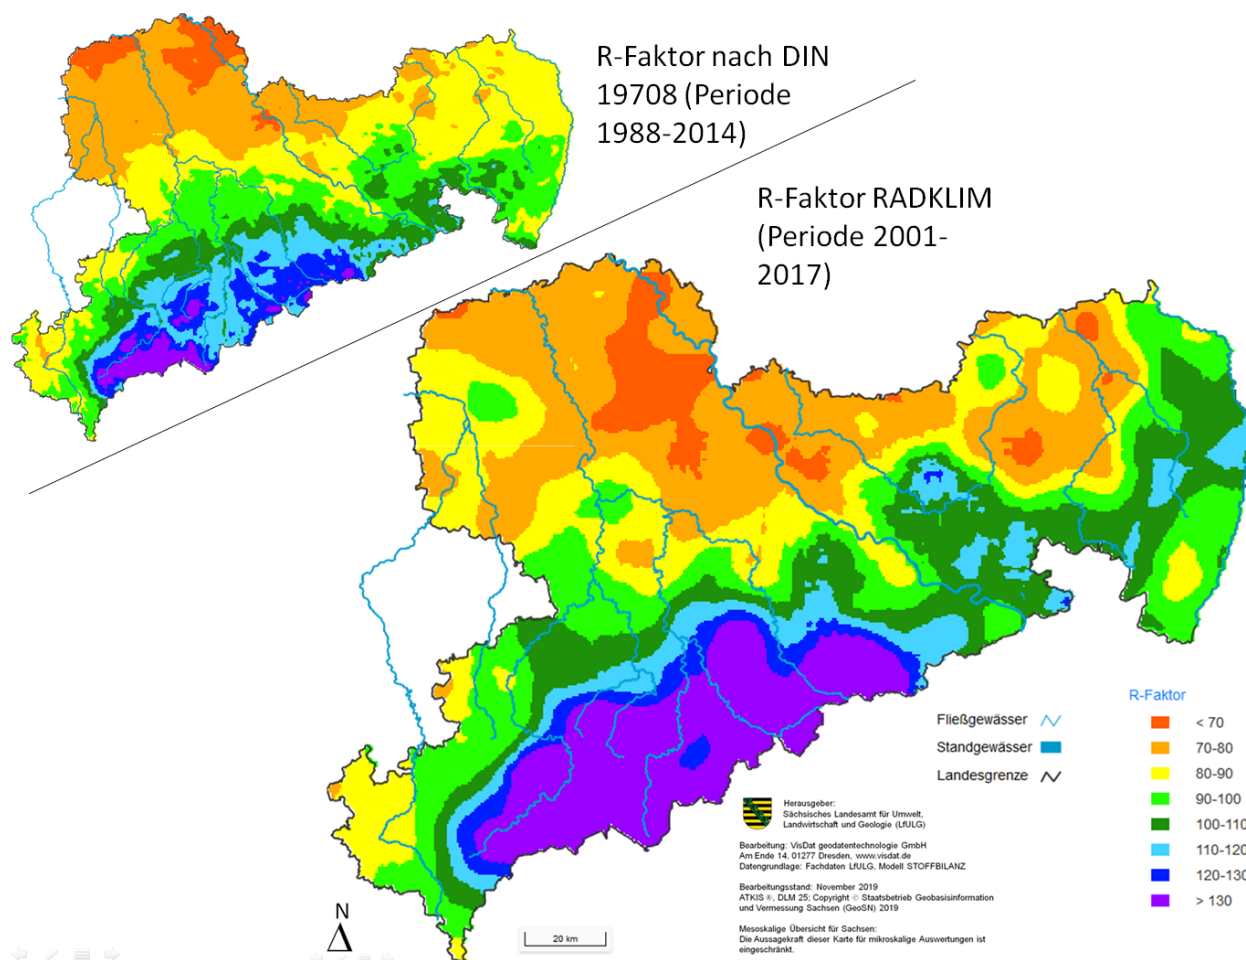 R-Faktor nach DIN
19708 (Periode
1988-2014)
R-Faktor RADKLIM
(Periode 2001-
2017)
R-Faktor
< 70
70-80
80-90
90-100
100-110
110-120
120-130
> 130
Fließgewässer
Standgewässer
Landesgrenze
Herausgeber:
Sächsisches Landesamt für Umwelt,
Landwirtschaft und Geologie (LfULG)
Bearbeitung: VisDat geodatentechnologie GmbH
Am Ende 14, 01277 Dresden, www.visdat.de
Datengrundlage: Fachdaten LfULG, Modell STOFFBILANZ
Bearbeitungsstand: November 2019
ATKIS ®, DLM 25; Copyright © Staatsbetrieb Geobasisinformation
und Vermessung Sachsen (GeoSN) 2019
Mesoskalige Übersicht für Sachsen:
Die Aussagekraft dieser Karte für mikroskalige Auswertungen ist
eingeschränkt.
N
20 km